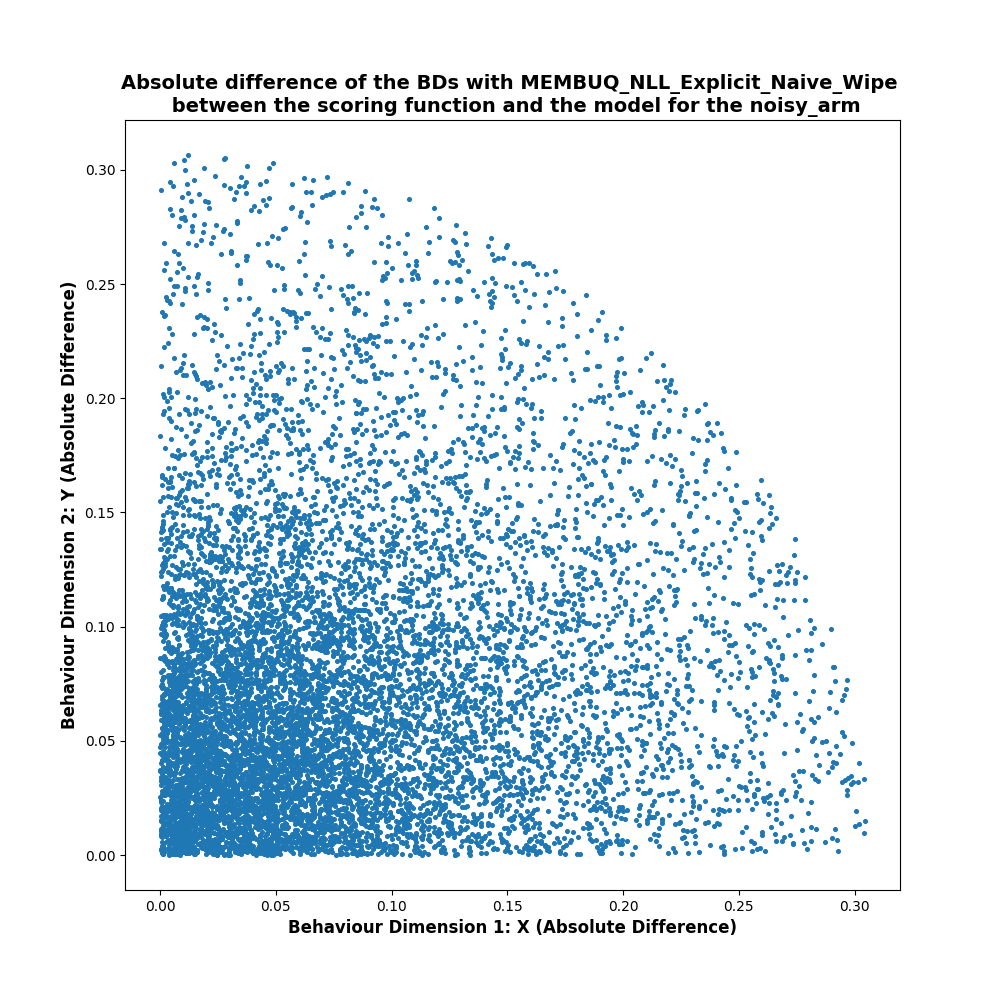 Absolute difference of the BDs with MEMBUQ_NLL_Explicit_Naive_Wipe
between the scoring function and the model for the noisy_arm
Behaviour Dimension 2: Y (Absolute Difference)
0.30
0.25
0.20
0.15
0.10
0.05
0.00
0.00 0.05 0.10 0.15 0.20 0.25 0.30
Behaviour Dimension 1: X (Absolute Difference)